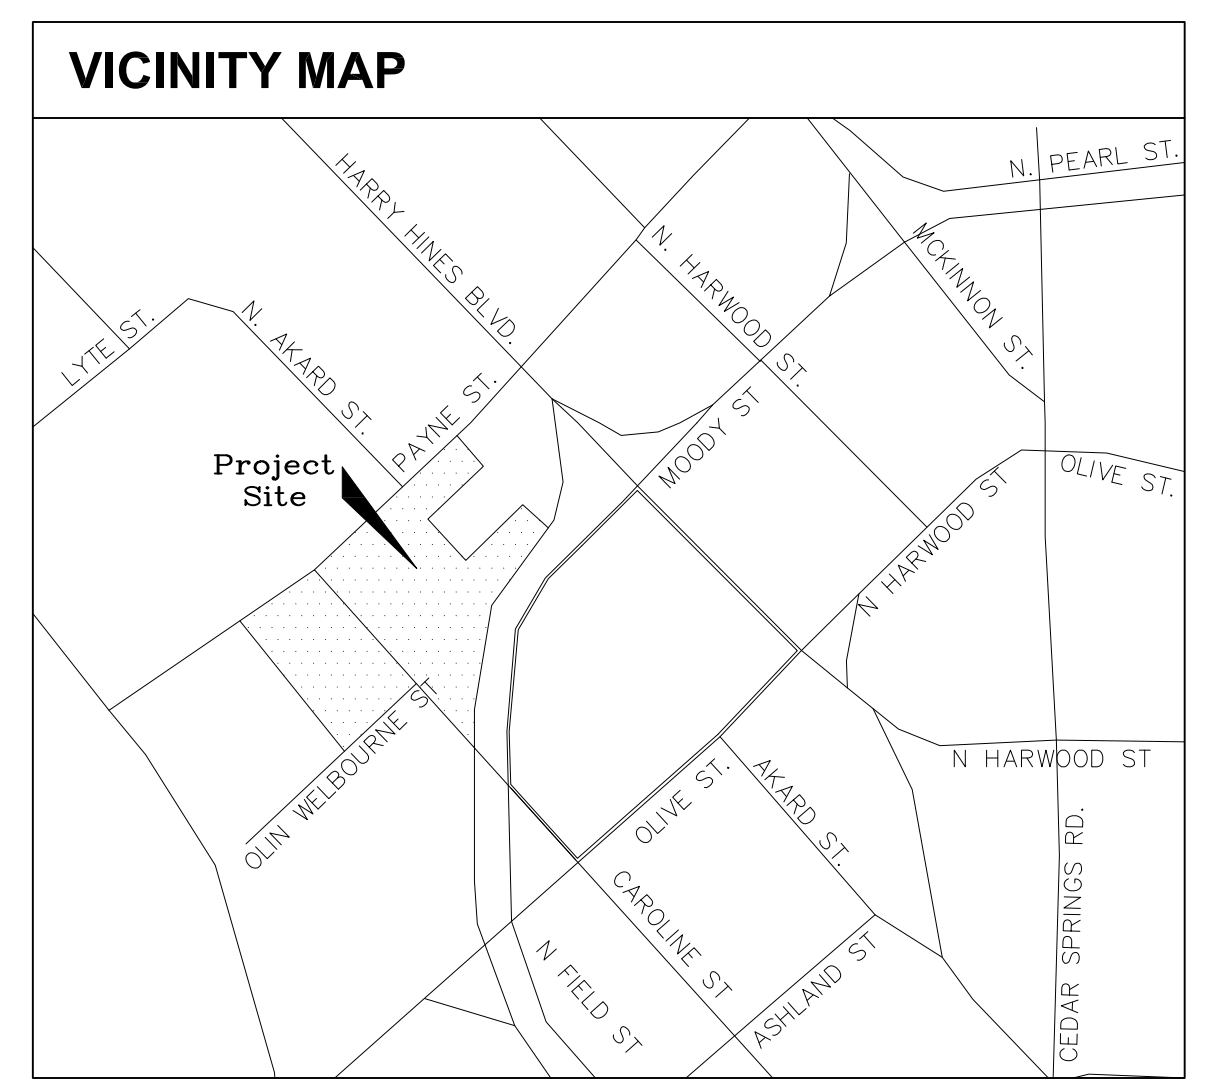 VICINITY MAP
N. PEARL ST.
HARRY HINES BLVD.
N. HARWOOD ST.
MCKINNON ST.
LYTE ST.
N. AKARD ST.
PAYNE ST.
MOODY ST
Project
Site
OLIVE ST.
N HARWOOD ST
OLIN WELBOURNE ST
N HARWOOD ST
OLIVE ST.
AKARD ST.
CAROLINE ST
CEDAR SPRINGS RD.
N FIELD ST
ASHLAND ST